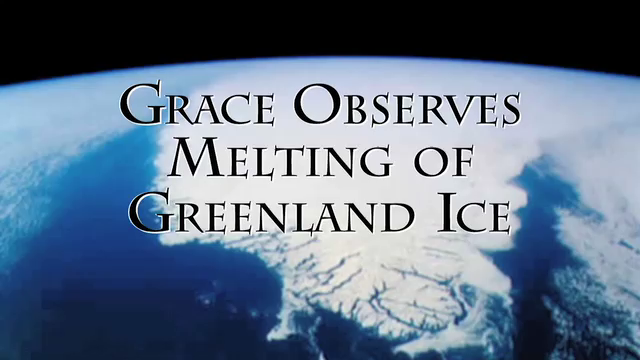 Grace Observes
Melting of
Greenland Ice